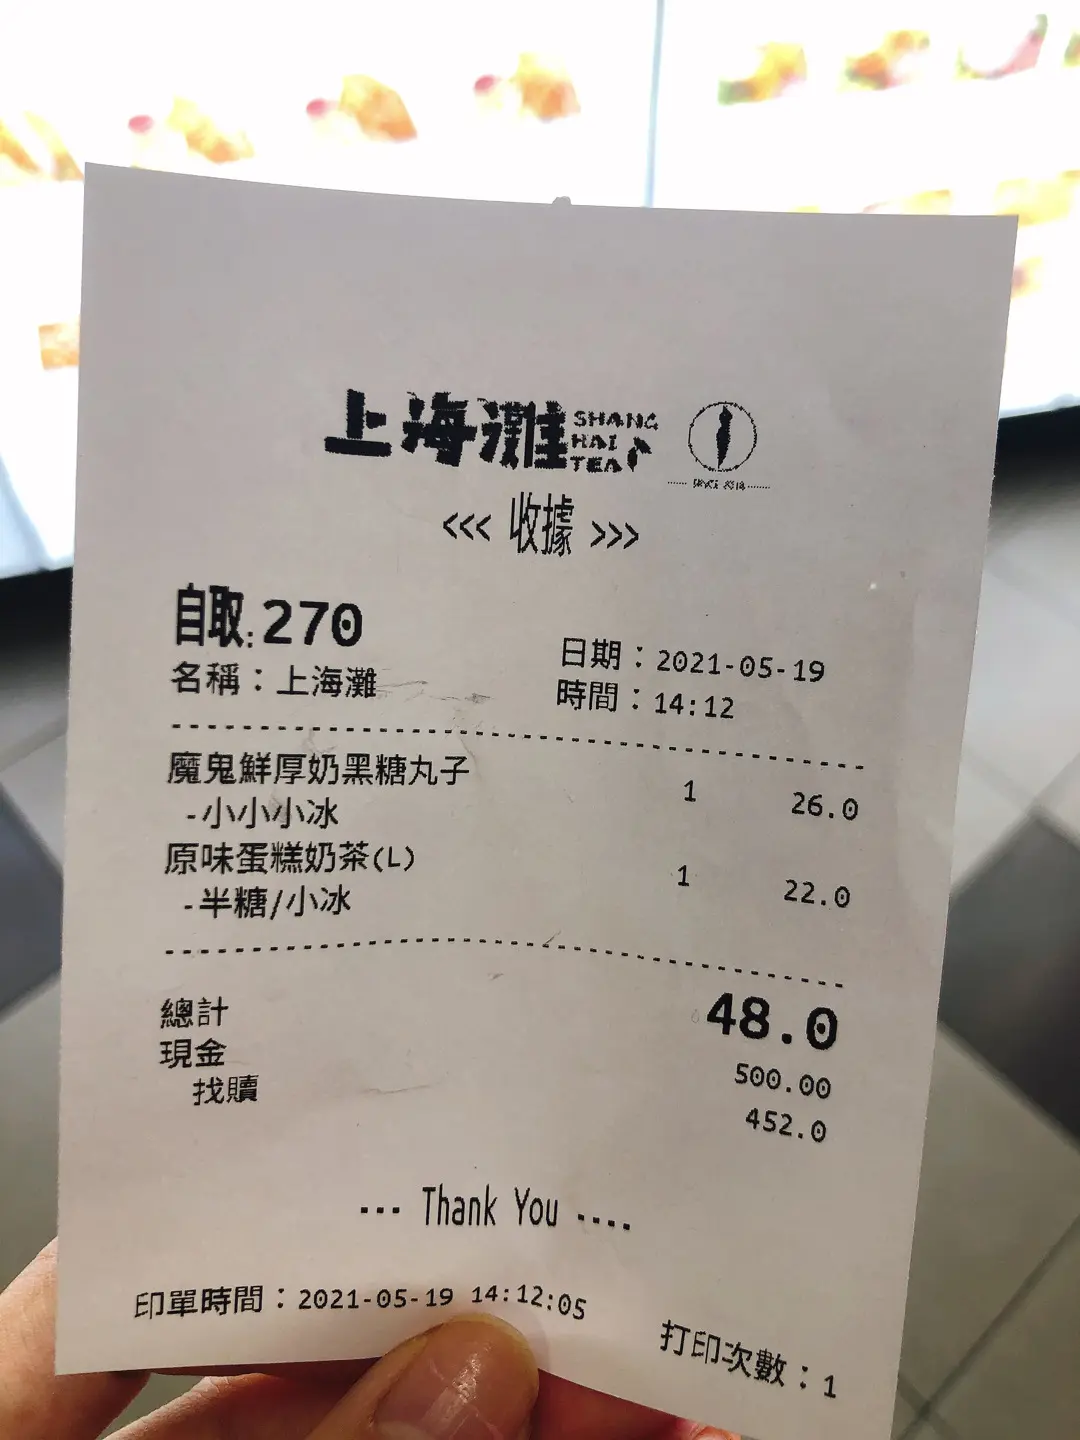 上海灘 SHANG
HAI
TEA
<<< 收據 >>>
自取:270
名稱：上海灘
日期：2021-05-19
時間：14:12
魔鬼鮮厚奶黑糖丸子 1 26.0
-小小小冰
原味蛋糕奶茶(L) 1 22.0
-半糖/小冰
總計 48.0
現金 500.00
找贖 452.0
--- Thank You ----
印單時間：2021-05-19 14:12:05
打印次數：1